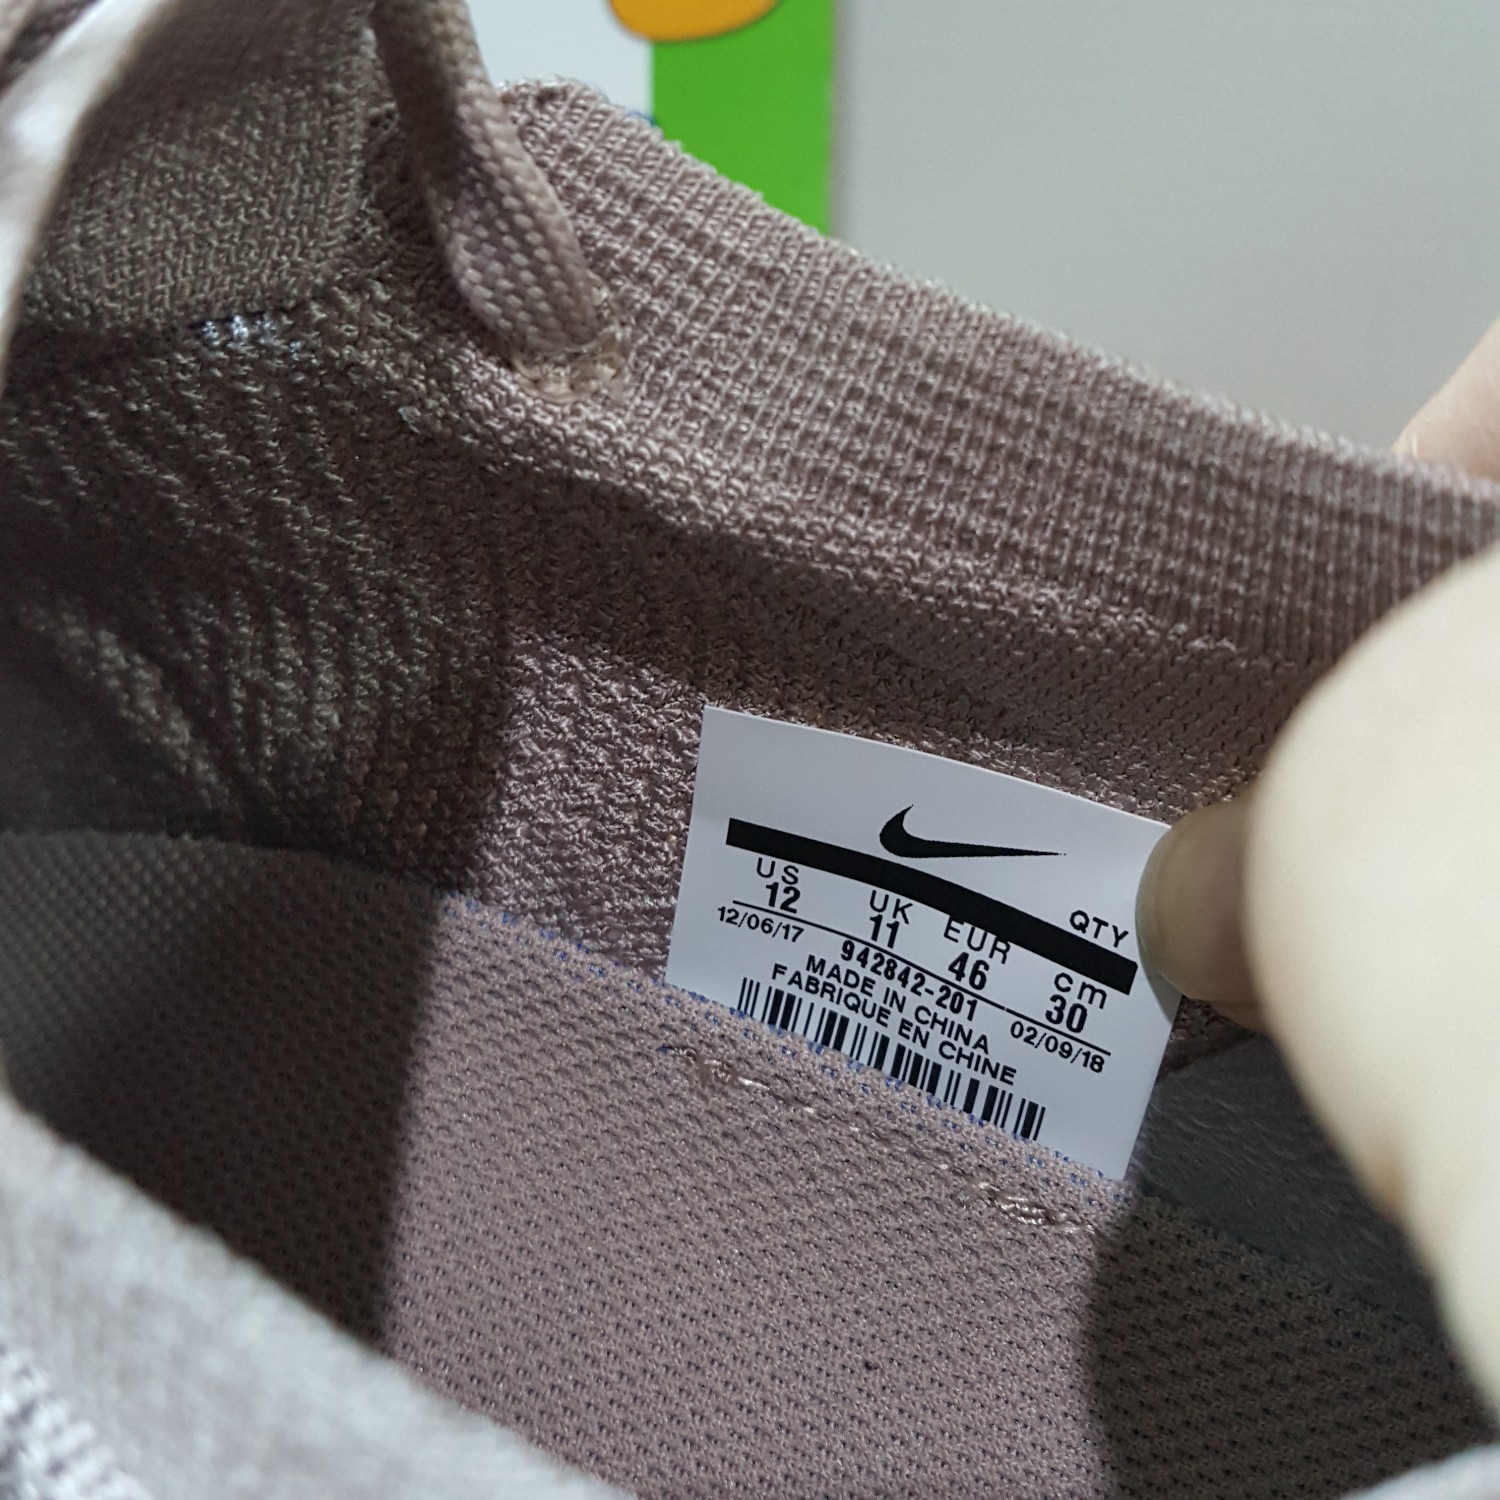 QTY
US UK EUR cm
12 11 46 30
12/06/17 942842-201 02/09/18
MADE IN CHINA
FABRIQUE EN CHINE